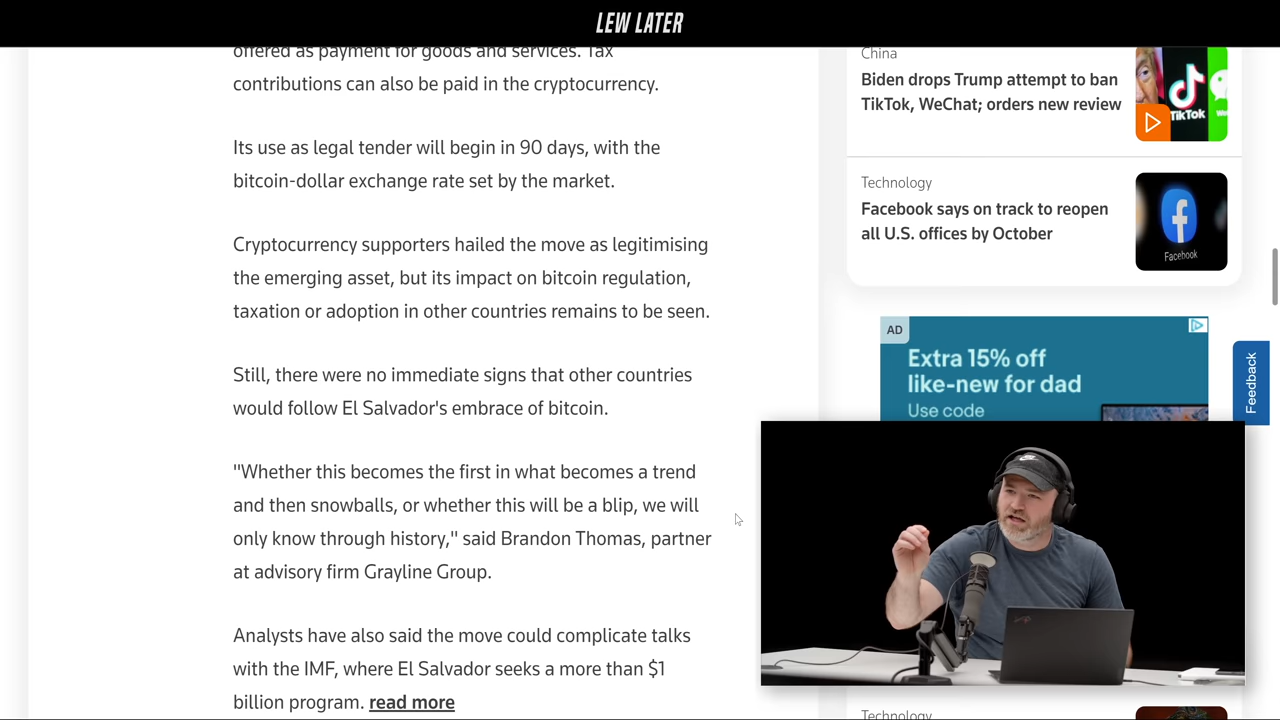 LEW LATER
offered as payment for goods and services. Tax
contributions can also be paid in the cryptocurrency.
Its use as legal tender will begin in 90 days, with the
bitcoin-dollar exchange rate set by the market.
Cryptocurrency supporters hailed the move as legitimising
the emerging asset, but its impact on bitcoin regulation,
taxation or adoption in other countries remains to be seen.
Still, there were no immediate signs that other countries
would follow El Salvador's embrace of bitcoin.
"Whether this becomes the first in what becomes a trend
and then snowballs, or whether this will be a blip, we will
only know through history," said Brandon Thomas, partner
at advisory firm Grayline Group.
Analysts have also said the move could complicate talks
with the IMF, where El Salvador seeks a more than $1
billion program. read more
China
Biden drops Trump attempt to ban
TikTok, WeChat; orders new review
TikTok
We
Technology
Facebook says on track to reopen
all U.S. offices by October
Facebook
AD
Extra 15% off
like-new for dad
Use code
Feedback
Technology